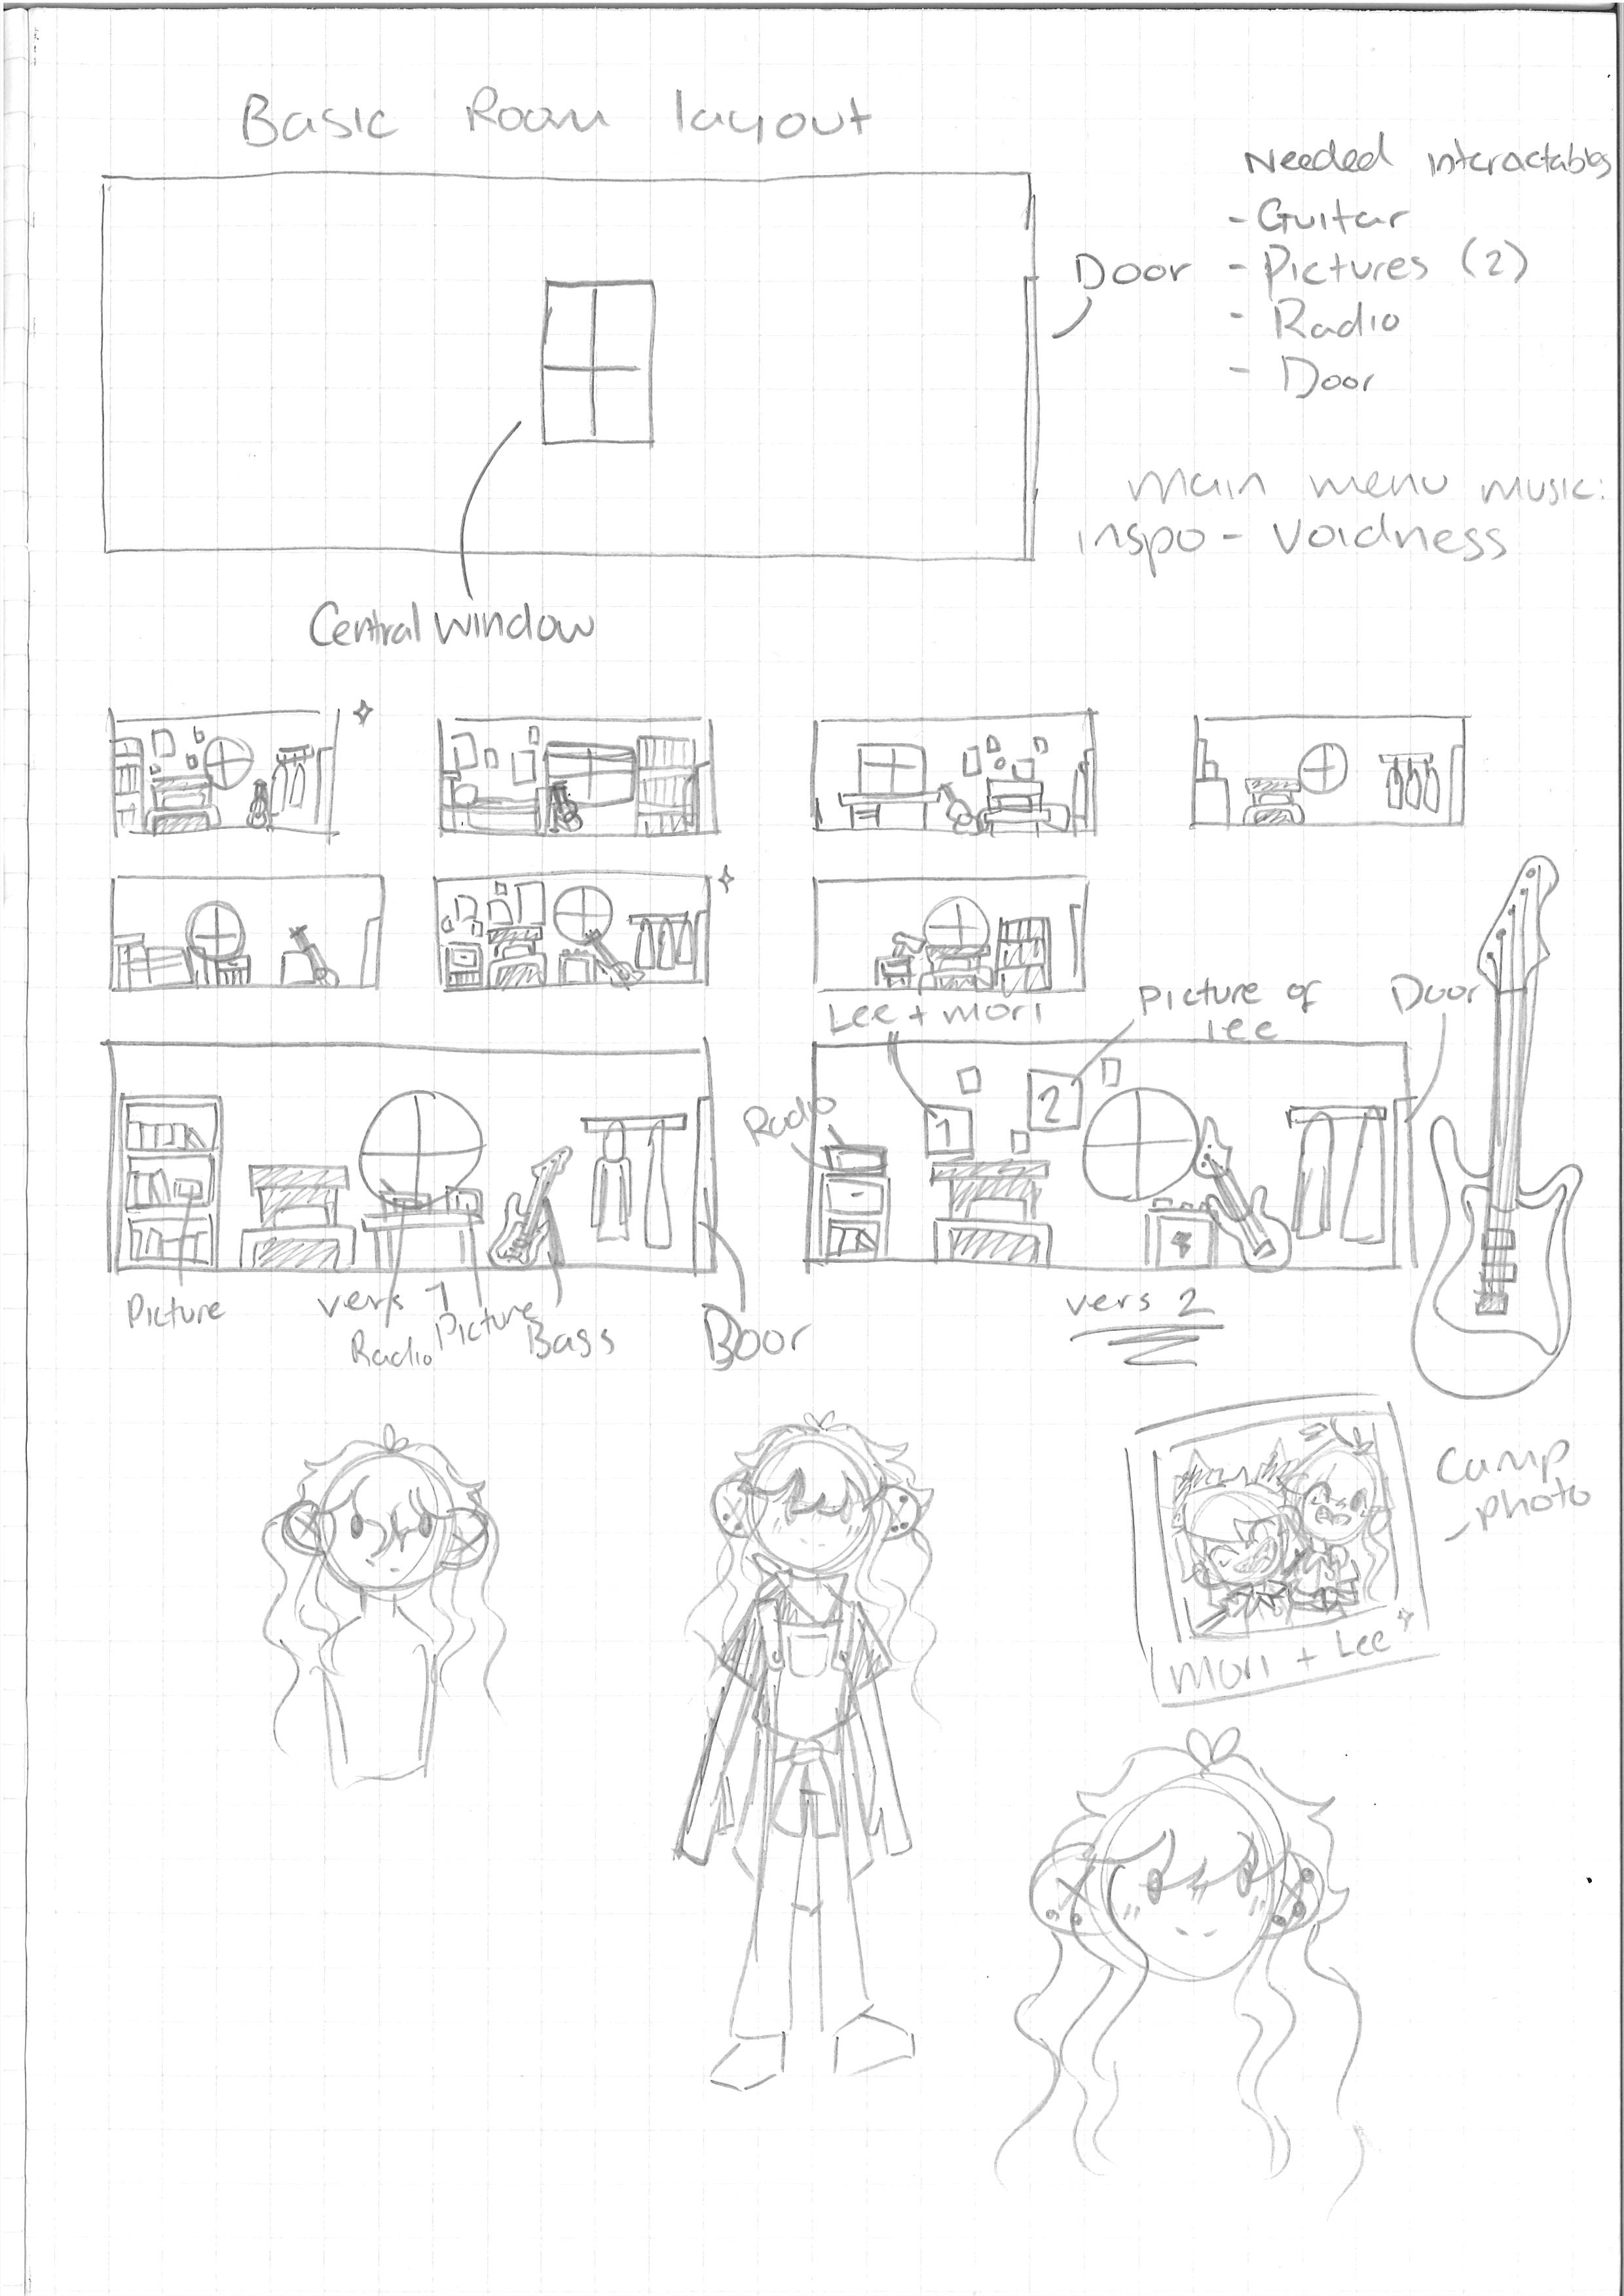 Basic Room layout
Needed interactables
- Guitar
- Pictures (2)
- Radio
- Door
Door
main menu music:
inspo - Voidness
Central window
Lee + mori
Picture of
Lee
Door
Radio
1
2
Picture
vers 1
Radio
Picture
Bass
Door
vers 2
Camp
photo
mori + Lee